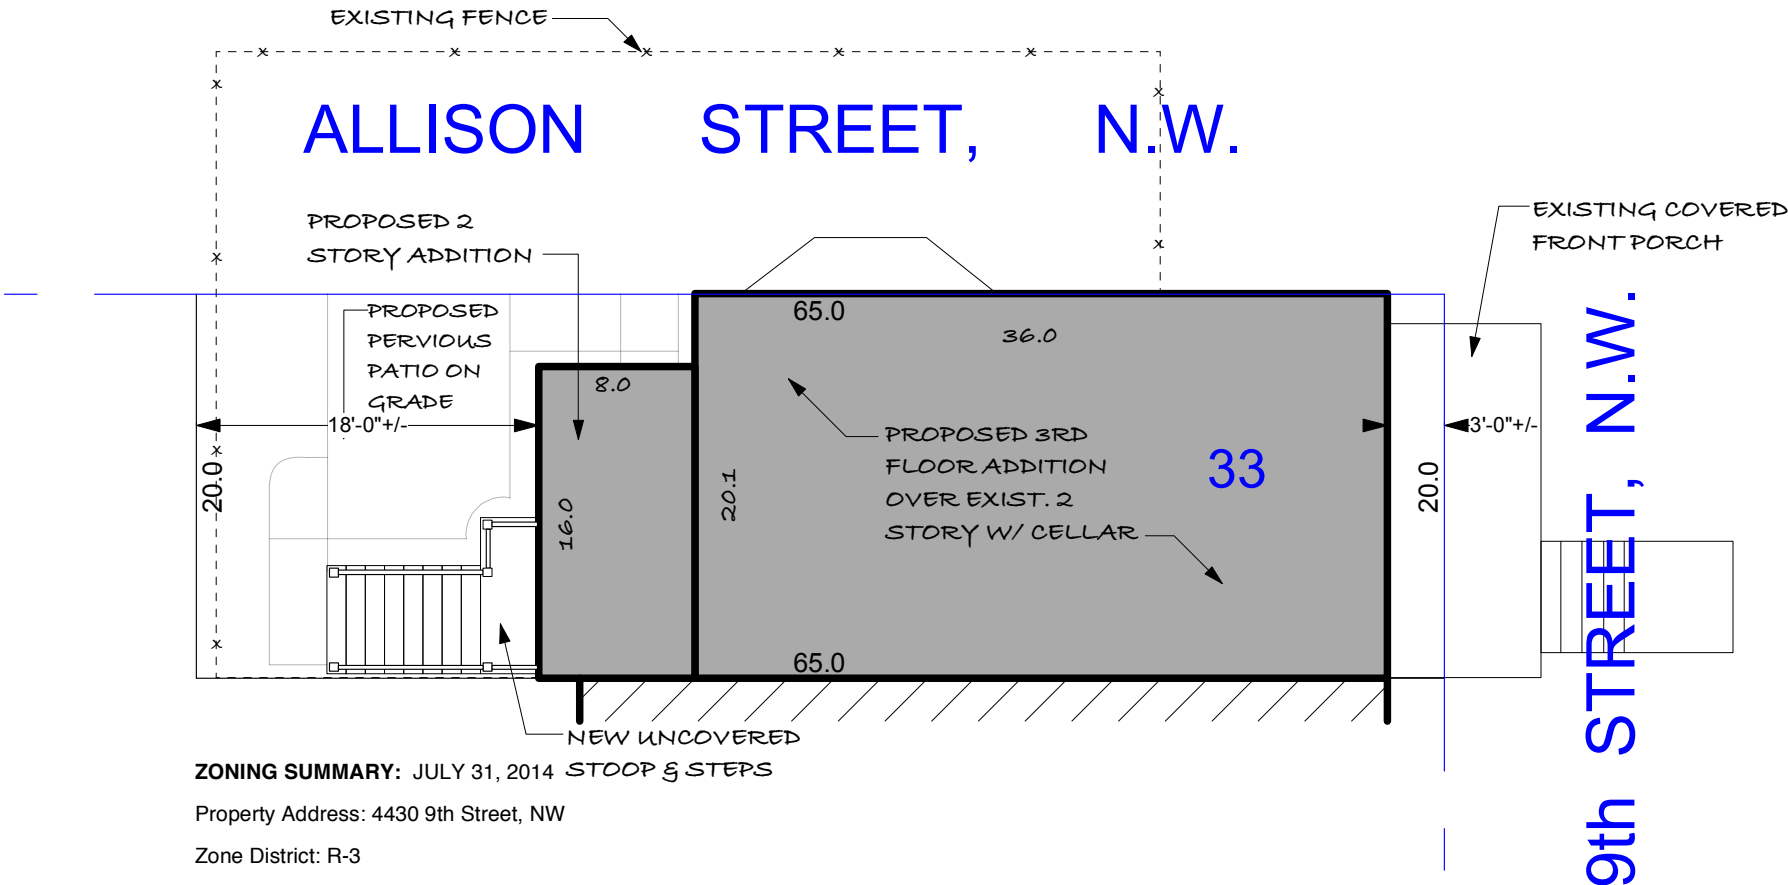 EXISTING FENCE
ALLISON STREET, N.W.
PROPOSED 2
STORY ADDITION
EXISTING COVERED
FRONT PORCH
PROPOSED
PERVIOUS
PATIO ON
GRADE
65.0
36.0
8.0
18'-0"+/-
3'-0"+/-
20.0
16.0
20.1
PROPOSED 3RD
FLOOR ADDITION
OVER EXIST. 2
STORY W/ CELLAR
33
20.0
65.0
9th STREET, N.W.
NEW UNCOVERED
STOOP & STEPS
ZONING SUMMARY: JULY 31, 2014
Property Address: 4430 9th Street, NW
Zone District: R-3